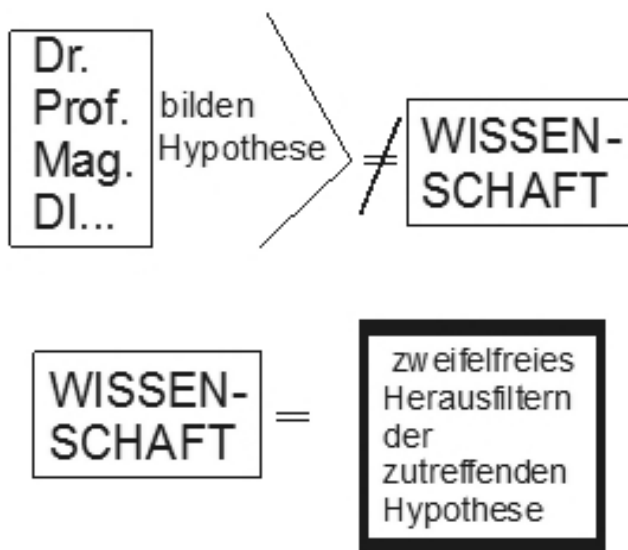 Dr.
Prof.
Mag.
DI...
bilden
Hypothese
≠
WISSEN-
SCHAFT
WISSEN-
SCHAFT
=
zweifelfreies
Herausfiltern
der
zutreffenden
Hypothese